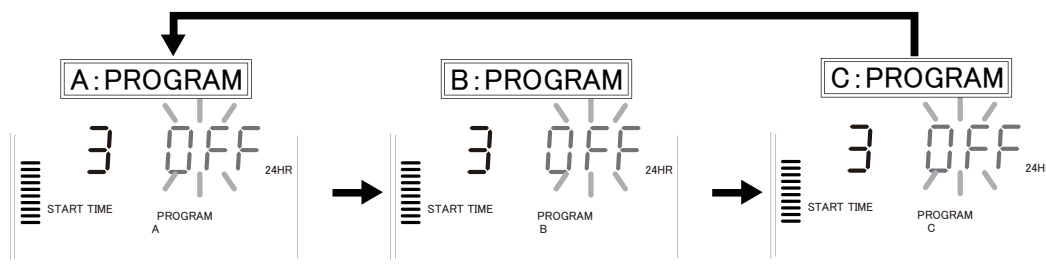 A:PROGRAM
3 OFF
24HR
START TIME
PROGRAM
A
B:PROGRAM
3 OFF
24HR
START TIME
PROGRAM
B
C:PROGRAM
3 OFF
24H
START TIME
PROGRAM
C